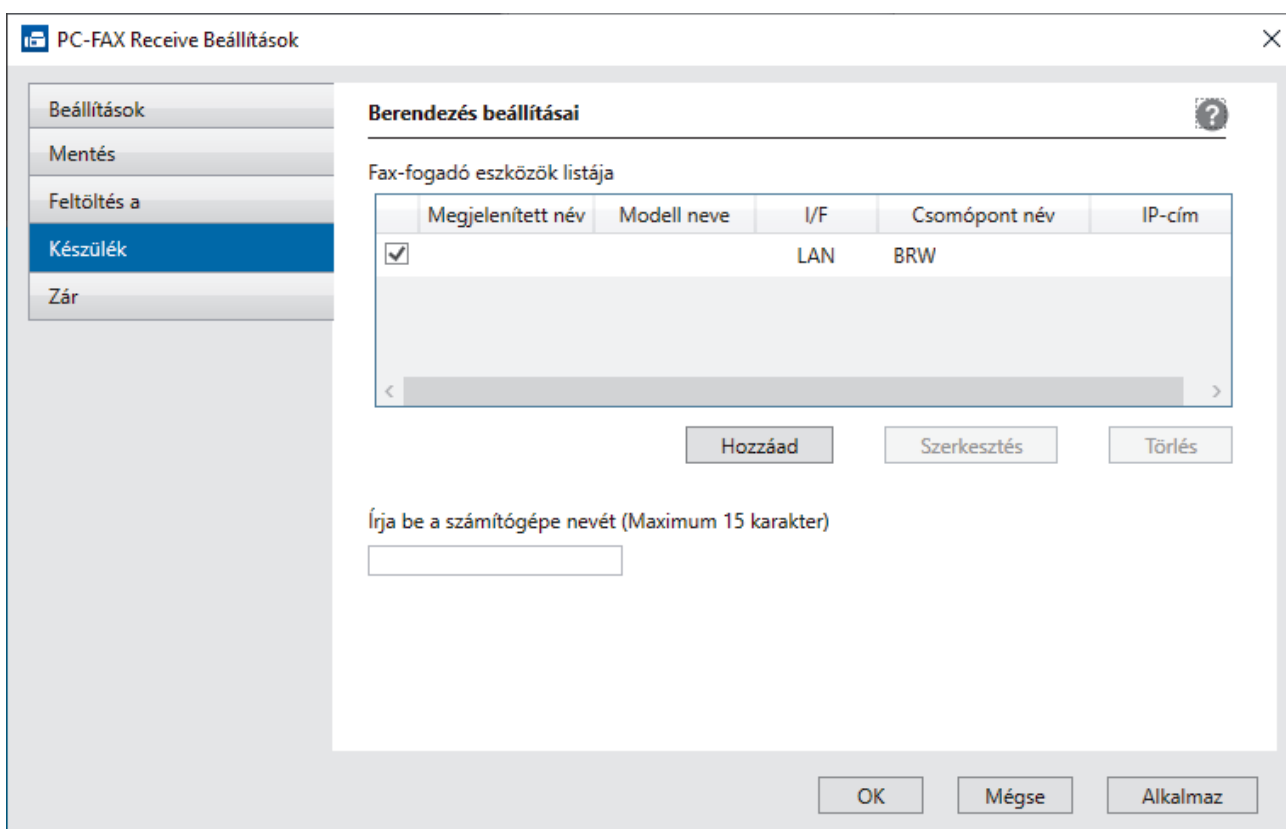 PC-FAX Receive Beállítások
Beállítások
Mentés
Feltöltés a
Készülék
Zár
Berendezés beállításai
?
Fax-fogadó eszközök listája
Megjelenített név Modell neve I/F Csomópont név IP-cím
LAN BRW
Hozzáad Szerkesztés Törlés
Írja be a számítógépe nevét (Maximum 15 karakter)
OK Mégse Alkalmaz